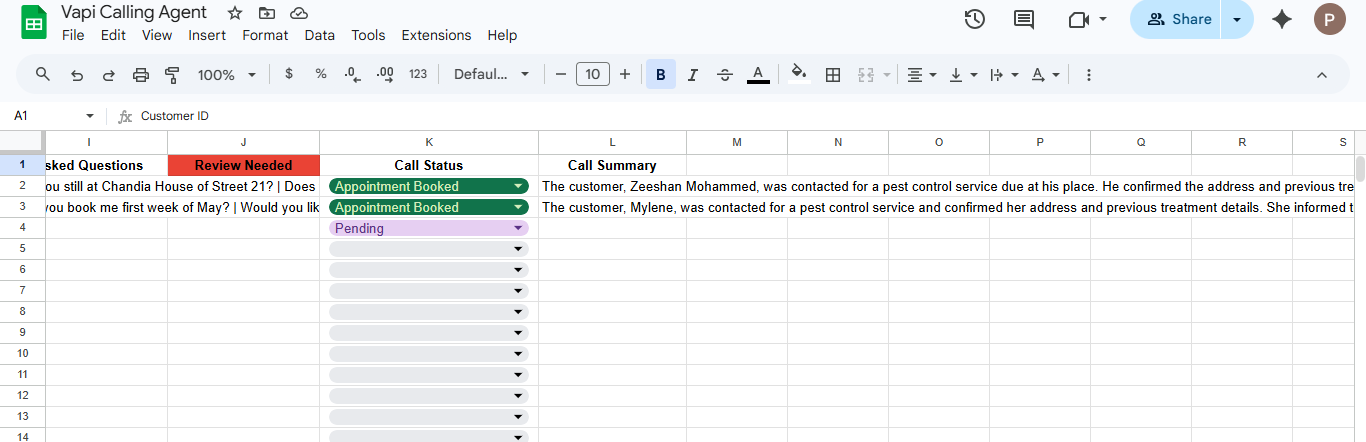 Vapi Calling Agent
File Edit View Insert Format Data Tools Extensions Help
Share
P
100% $ % .0 .00 123 Defaul... 10 B I S A A
A1 fx Customer ID
I J K L M N O P Q R S
1 sked Questions Review Needed Call Status Call Summary
2 ou still at Chandia House of Street 21? | Does Appointment Booked The customer, Zeeshan Mohammed, was contacted for a pest control service due at his place. He confirmed the address and previous tre
3 you book me first week of May? | Would you lik Appointment Booked The customer, Mylene, was contacted for a pest control service and confirmed her address and previous treatment details. She informed t
4 Pending
5
6
7
8
9
10
11
12
13
14